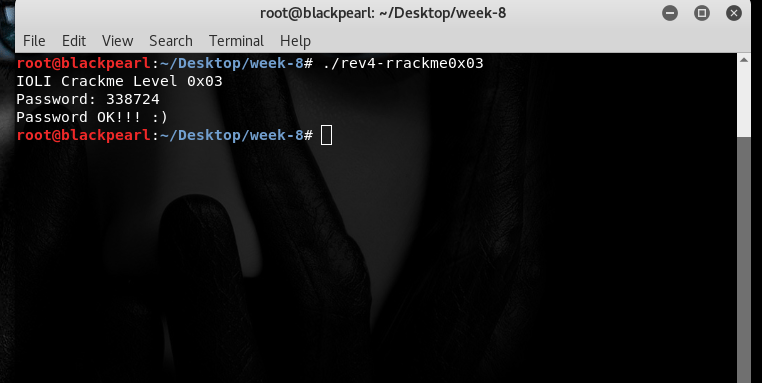 root@blackpearl: ~/Desktop/week-8
File Edit View Search Terminal Help
root@blackpearl:~/Desktop/week-8# ./rev4-rrackme0x03
IOLI Crackme Level 0x03
Password: 338724
Password OK!!! :)
root@blackpearl:~/Desktop/week-8#